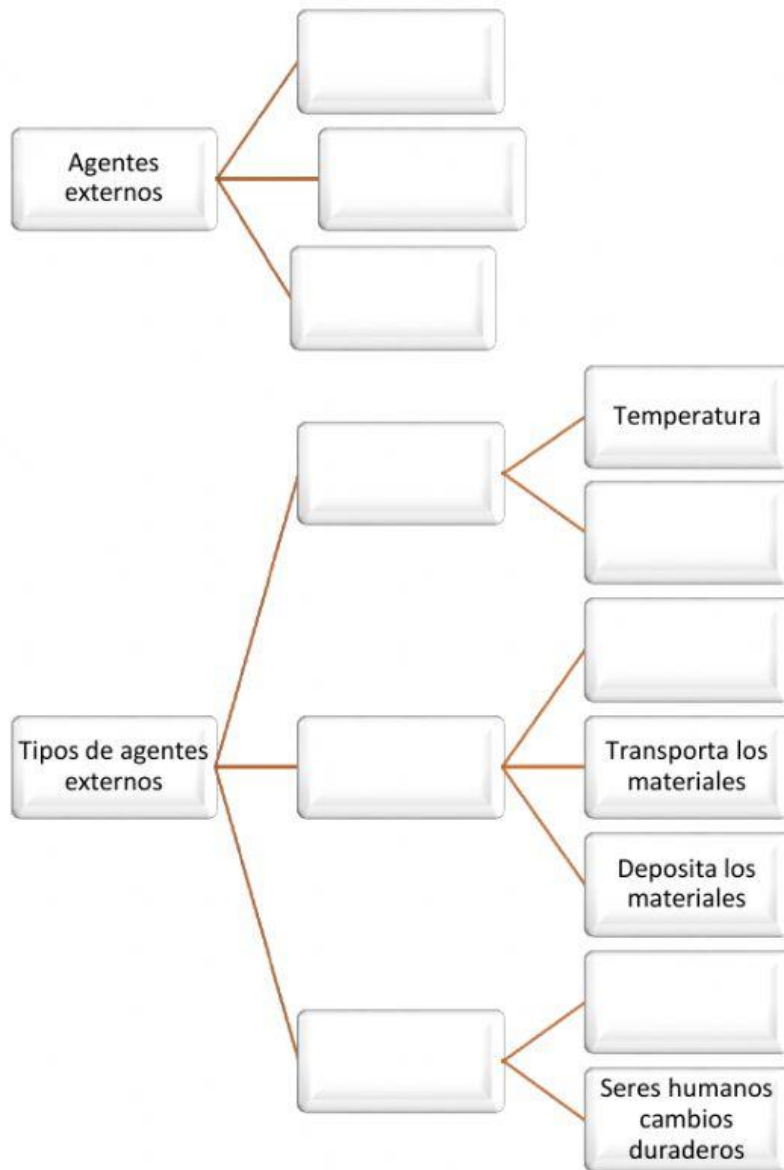 Agentes
externos
Temperatura
Tipos de agentes
externos
Transporta los
materiales
Deposita los
materiales
Seres humanos
cambios
duraderos